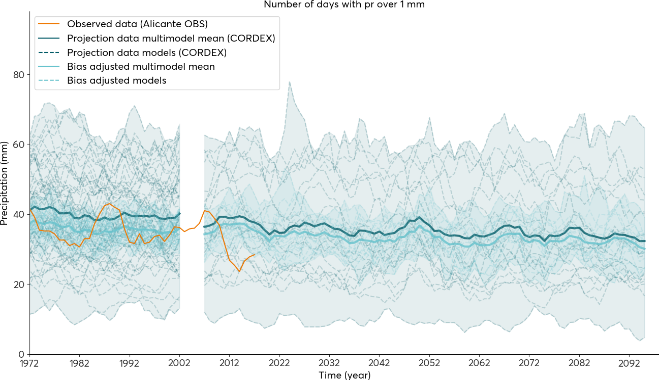 Number of days with pr over 1 mm
Observed data (Alicante OBS)
Projection data multimodel mean (CORDEX)
Projection data models (CORDEX)
Bias adjusted multimodel mean
Bias adjusted models
Precipitation (mm)
80
60
40
20
0
1972 1982 1992 2002 2012 2022 2032 2042 2052 2062 2072 2082 2092
Time (year)